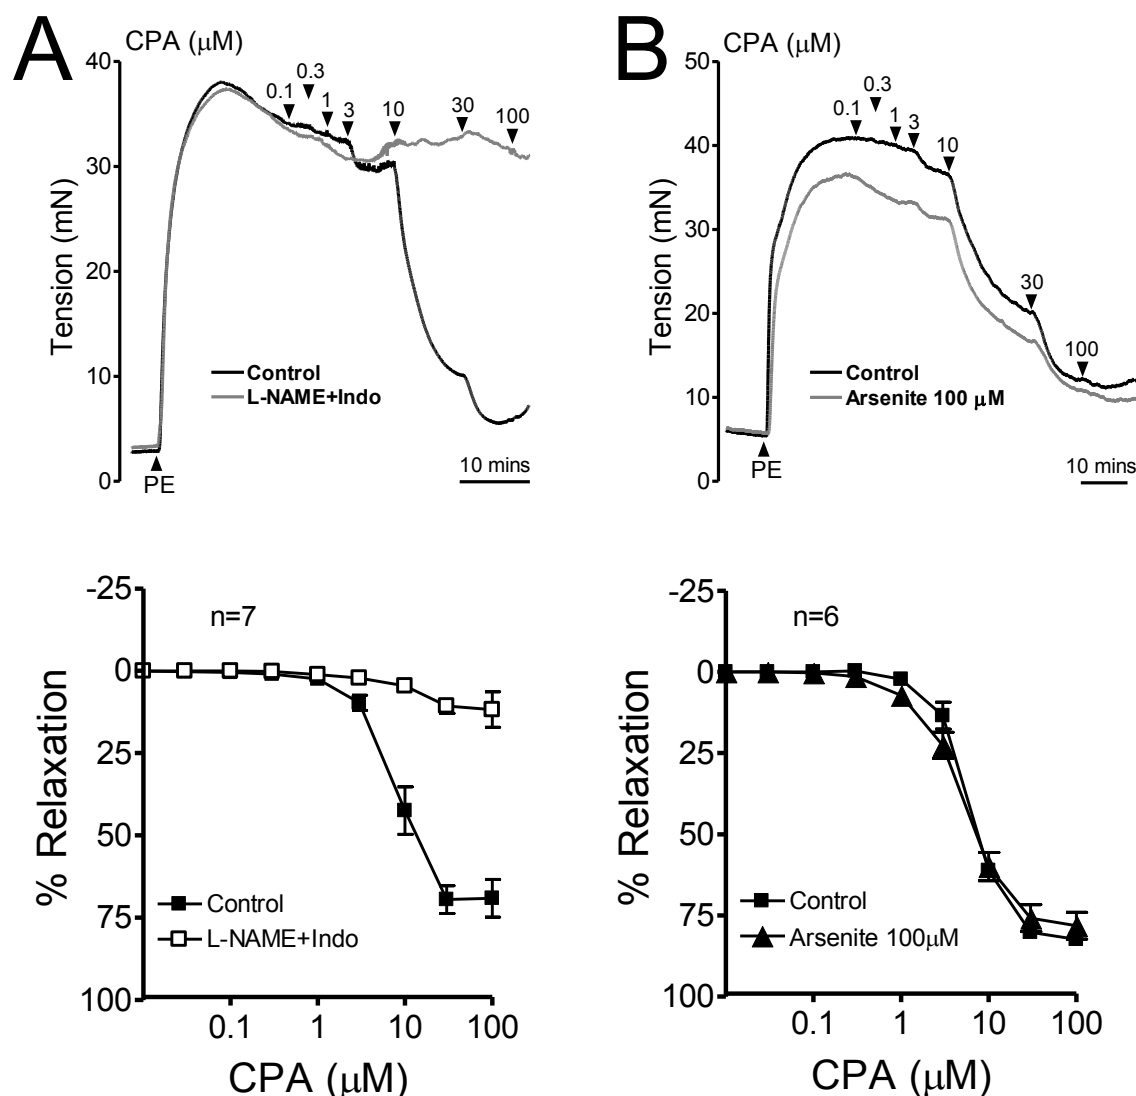 A
CPA (μM)
40
30
20
10
0
Tension (mN)
0.1
0.3
1
3
10
30
100
Control
L-NAME+Indo
PE
10 mins
B
CPA (μM)
50
40
30
20
10
0
Tension (mN)
0.1
0.3
1
3
10
30
100
Control
Arsenite 100 μM
PE
10 mins
-25
0
25
50
75
100
% Relaxation
n=7
Control
L-NAME+Indo
0.1
1
10
100
CPA (μM)
-25
0
25
50
75
100
% Relaxation
n=6
Control
Arsenite 100μM
0.1
1
10
100
CPA (μM)